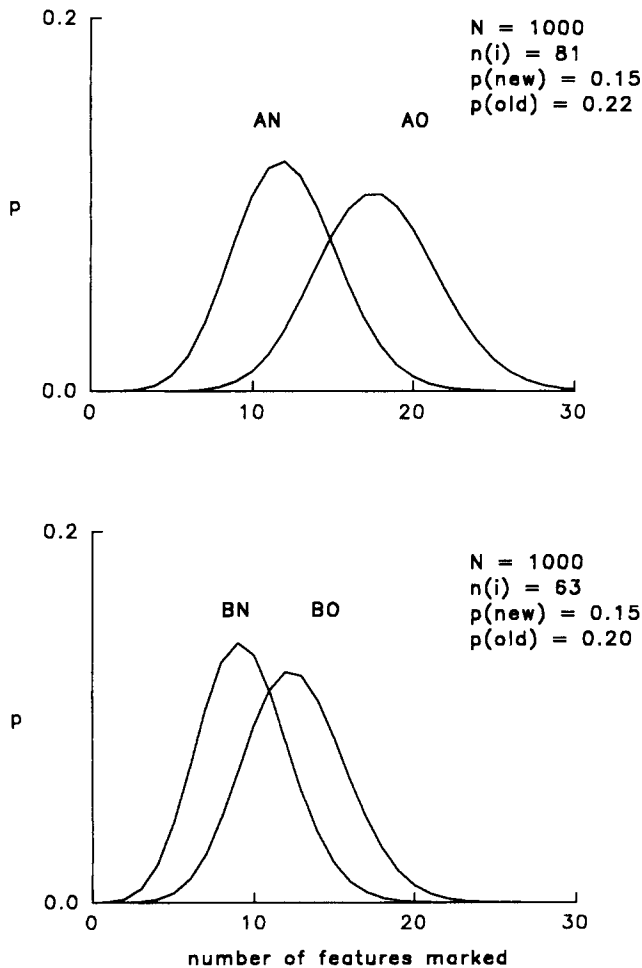 0.2
N = 1000
n(i) = 81
p(new) = 0.15
p(old) = 0.22
AN AO
p
0.0
0 10 20 30
0.2
N = 1000
n(i) = 63
p(new) = 0.15
p(old) = 0.20
BN BO
p
0.0
0 10 20 30
number of features marked